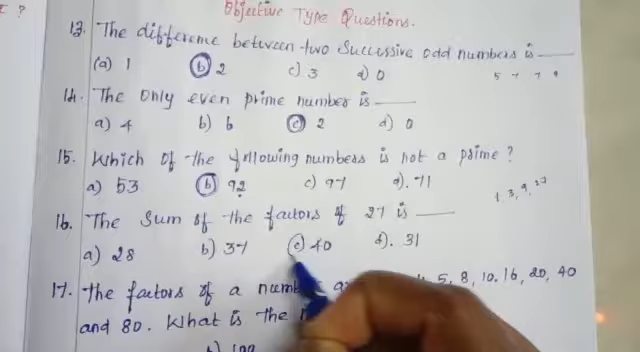 ?
Objective Type Questions.
13. The difference between two Successive odd numbers is
(a) 1 (b) 2 c) 3 d) 0
5 7 7 9
14. The only even prime number is
a) 4 b) 6 (c) 2 d) 0
15. Which of the following numbers is not a prime?
a) 53 (b) 92 c) 97 d). 71
1, 3, 9, 27
16. The Sum of the factors of 27 is
a) 28 b) 37 (c) 40 d). 31
17. The factors of a 5, 8, 10, 16, 20, 40
and 80. What is the
b) 100